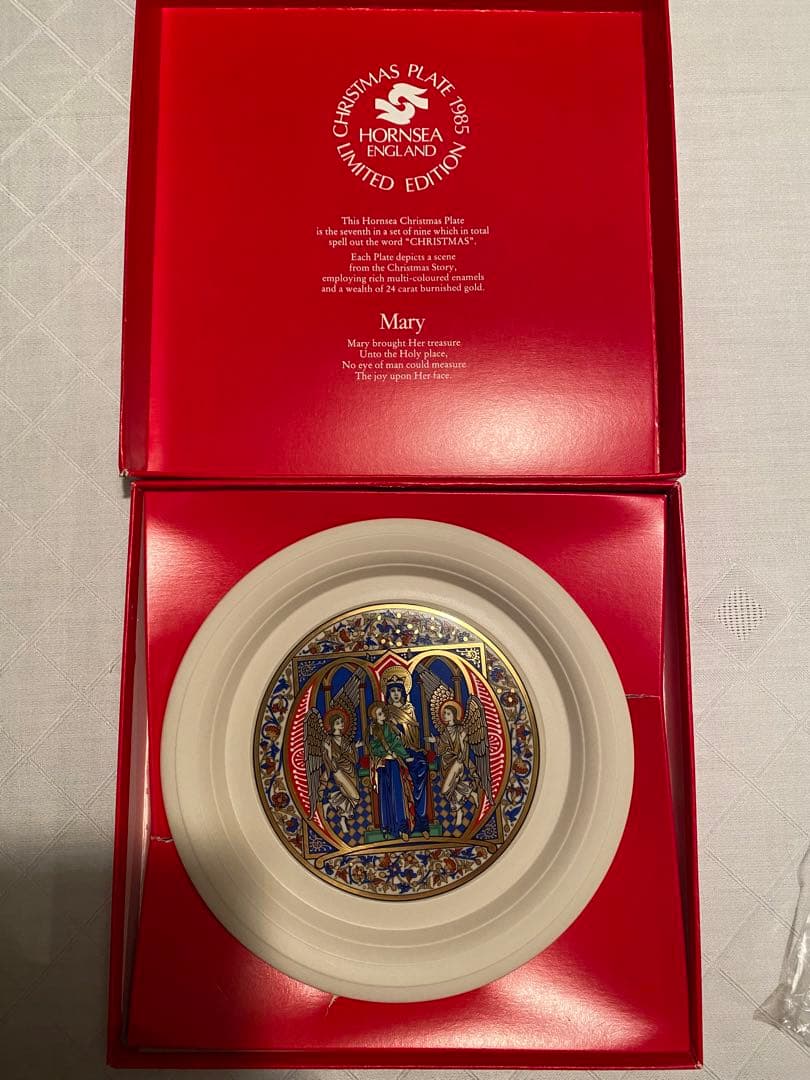 CHRISTMAS PLATE 1985
HORNSEA
ENGLAND
LIMITED EDITION
This Hornsea Christmas Plate
is the seventh in a set of nine which in total
spell out the word "CHRISTMAS".
Each Plate depicts a scene
from the Christmas Story,
employing rich multi-coloured enamels
and a wealth of 24 carat burnished gold.
Mary
Mary brought Her treasure
Unto the Holy place,
No eye of man could measure
The joy upon Her face.